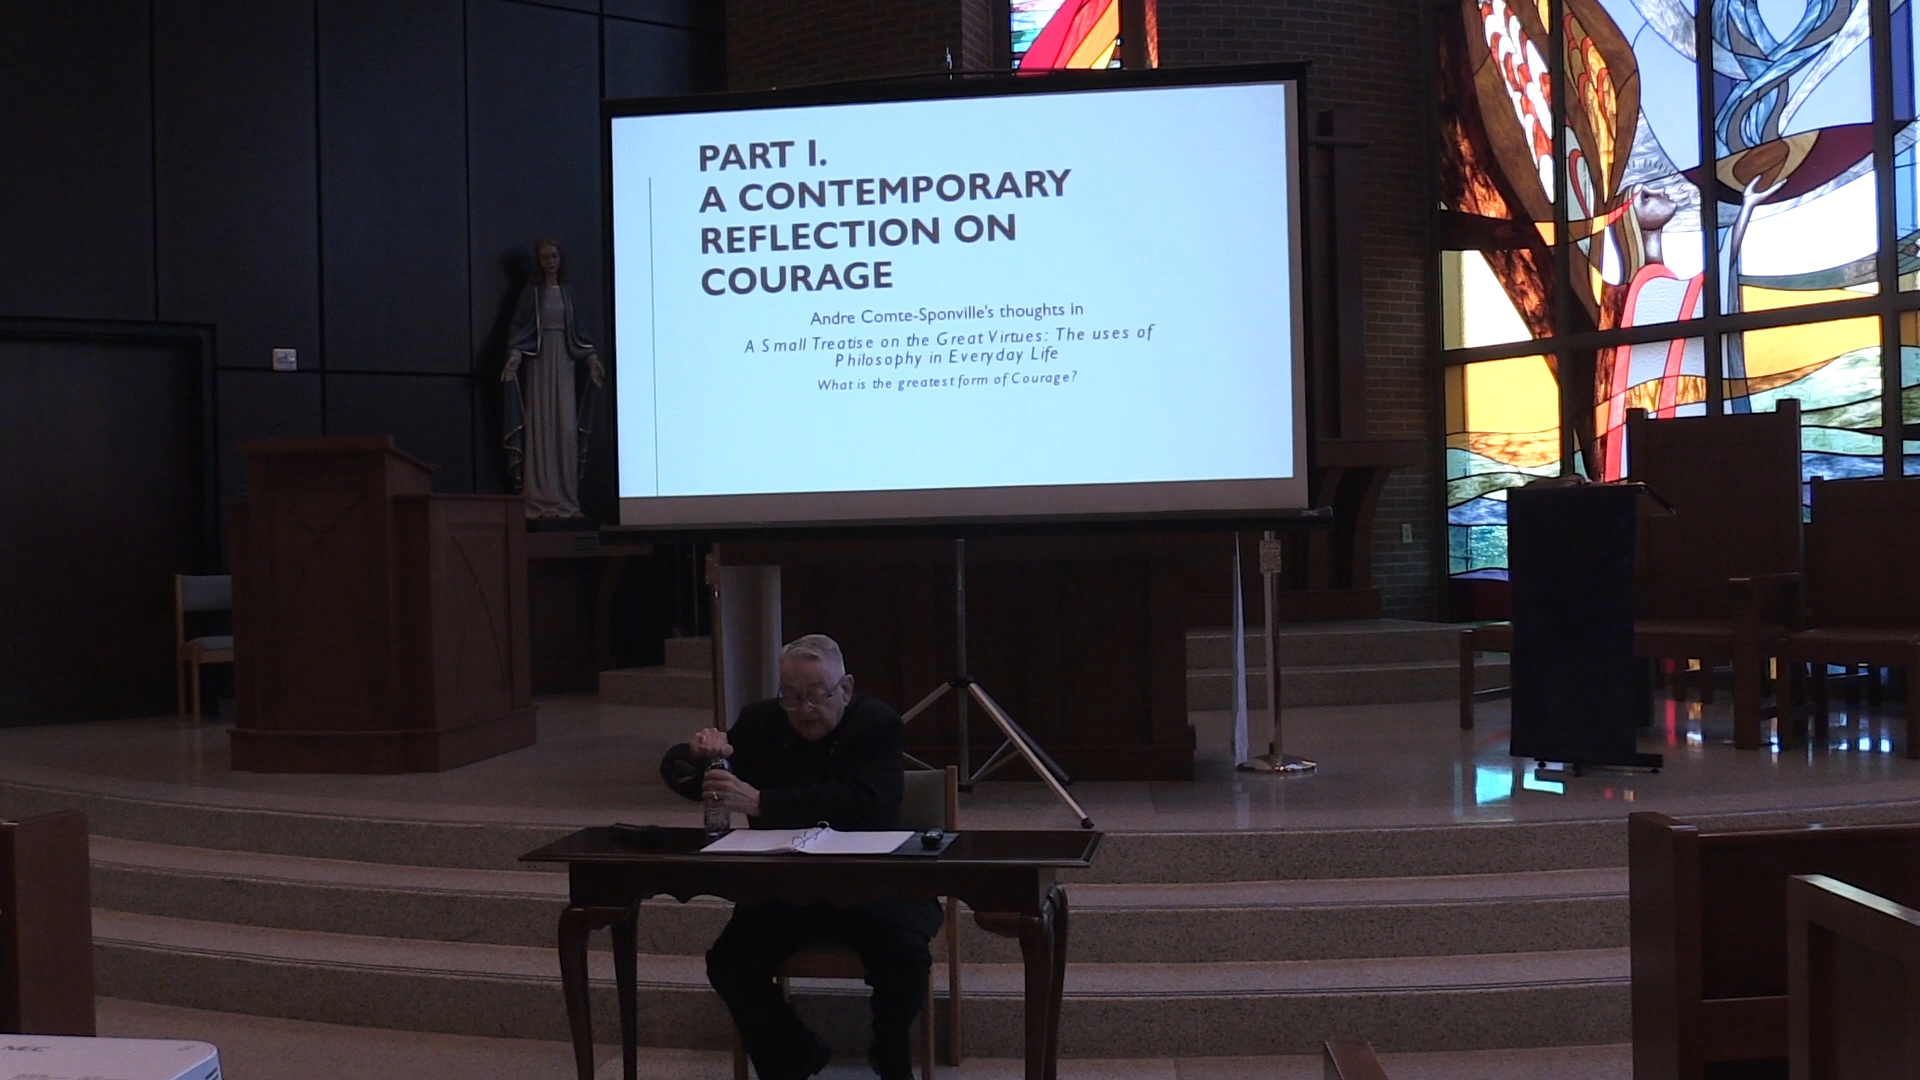 PART I.
A CONTEMPORARY
REFLECTION ON
COURAGE
Andre Comte-Sponville's thoughts in
A Small Treatise on the Great Virtues: The uses of
Philosophy in Everyday Life
What is the greatest form of Courage?
NEC